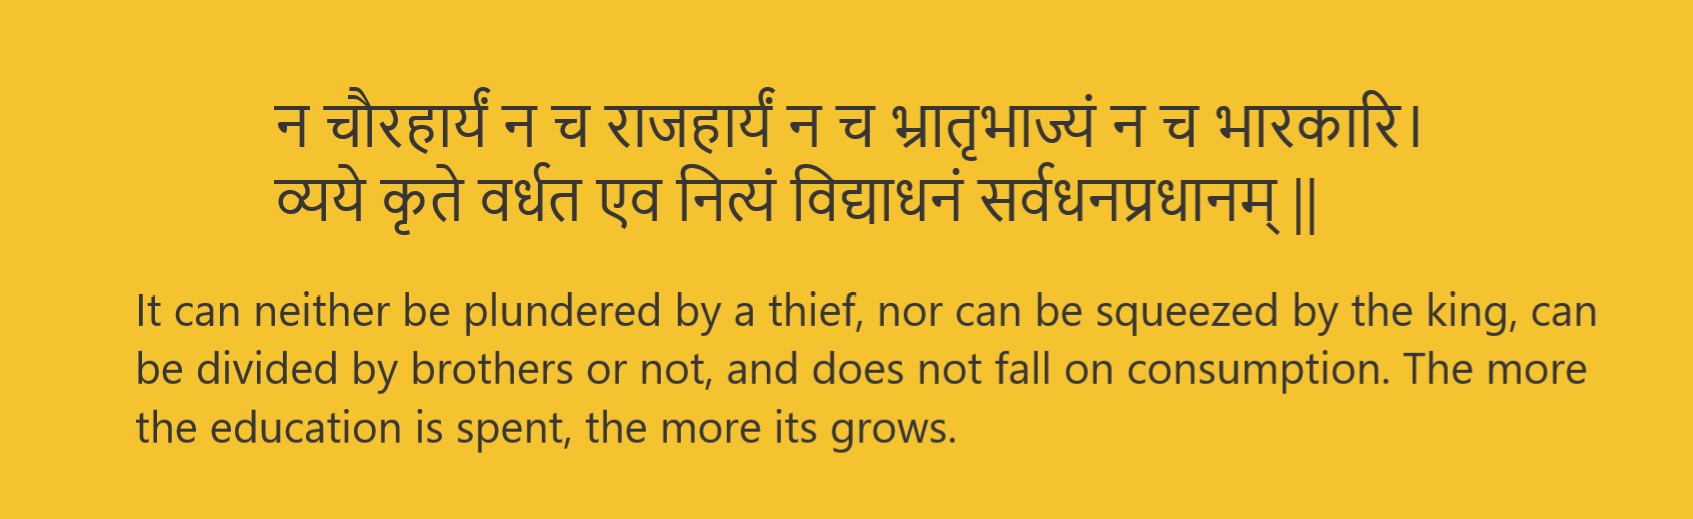 न चौरहार्यं न च राजहार्यं न च भ्रातृभाज्यं न च भारकारि।
व्यये कृते वर्धत एव नित्यं विद्याधनं सर्वधनप्रधानम् ||
It can neither be plundered by a thief, nor can be squeezed by the king, can
be divided by brothers or not, and does not fall on consumption. The more
the education is spent, the more its grows.